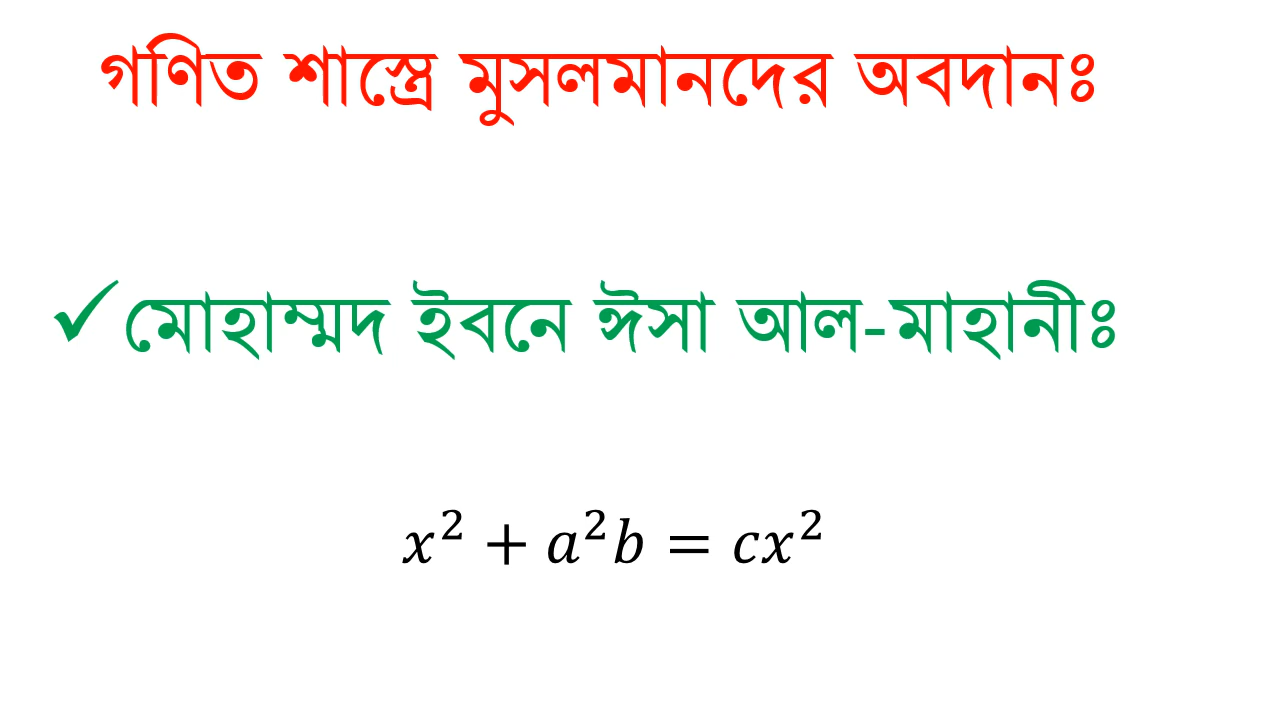 গণিত শাস্ত্রে মুসলমানদের অবদানঃ
✓মোহাম্মদ ইবনে ঈসা আল-মাহানীঃ
x² + a²b = cx²